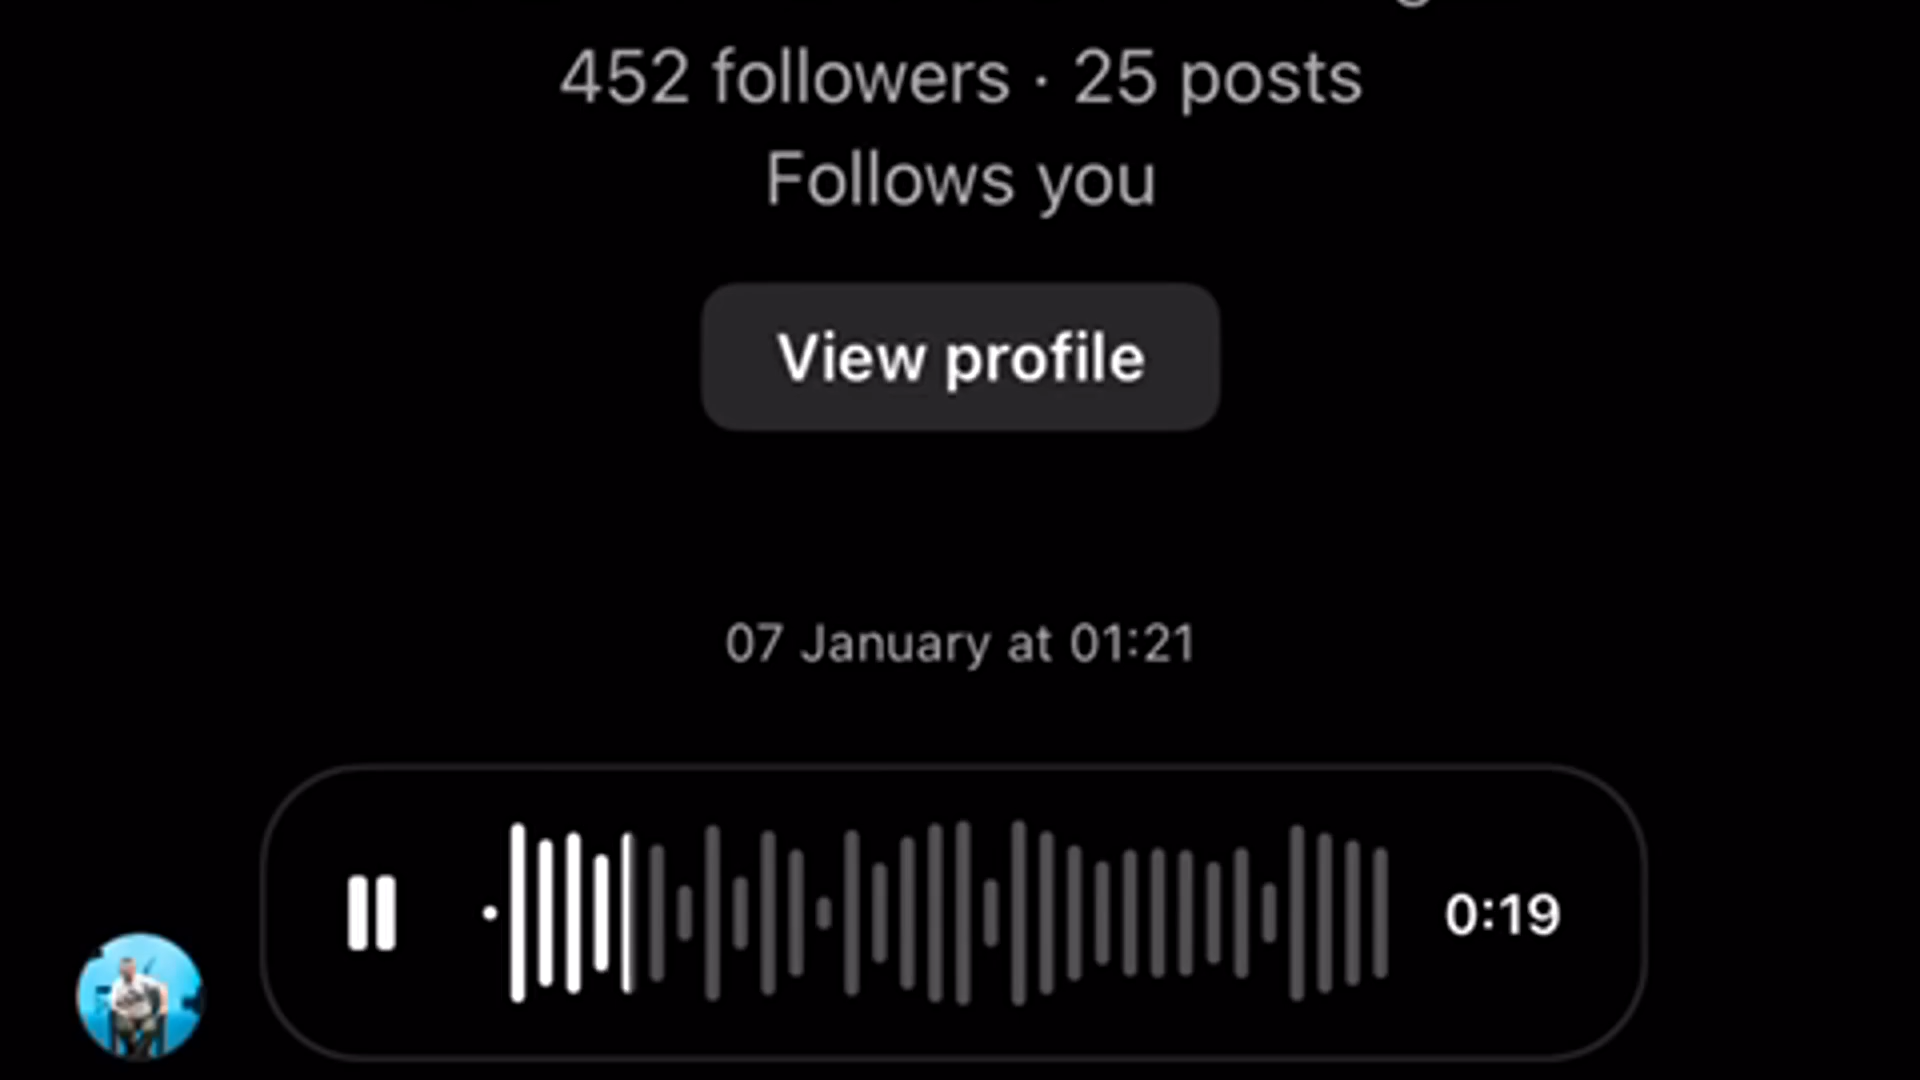 452 followers · 25 posts
Follows you
View profile
07 January at 01:21
0:19